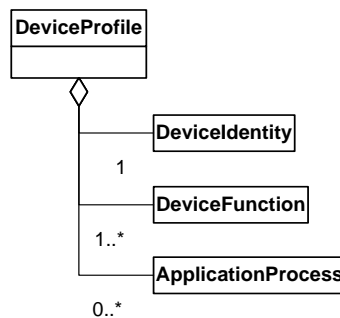 DeviceProfile
DeviceIdentity
1
DeviceFunction
1..*
ApplicationProcess
0..*